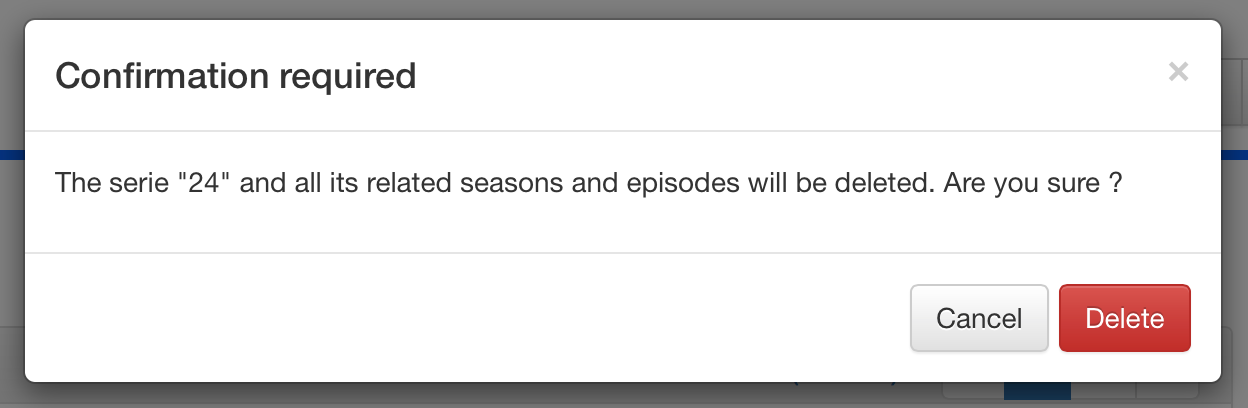 Confirmation required
×
The serie "24" and all its related seasons and episodes will be deleted. Are you sure ?
Cancel
Delete